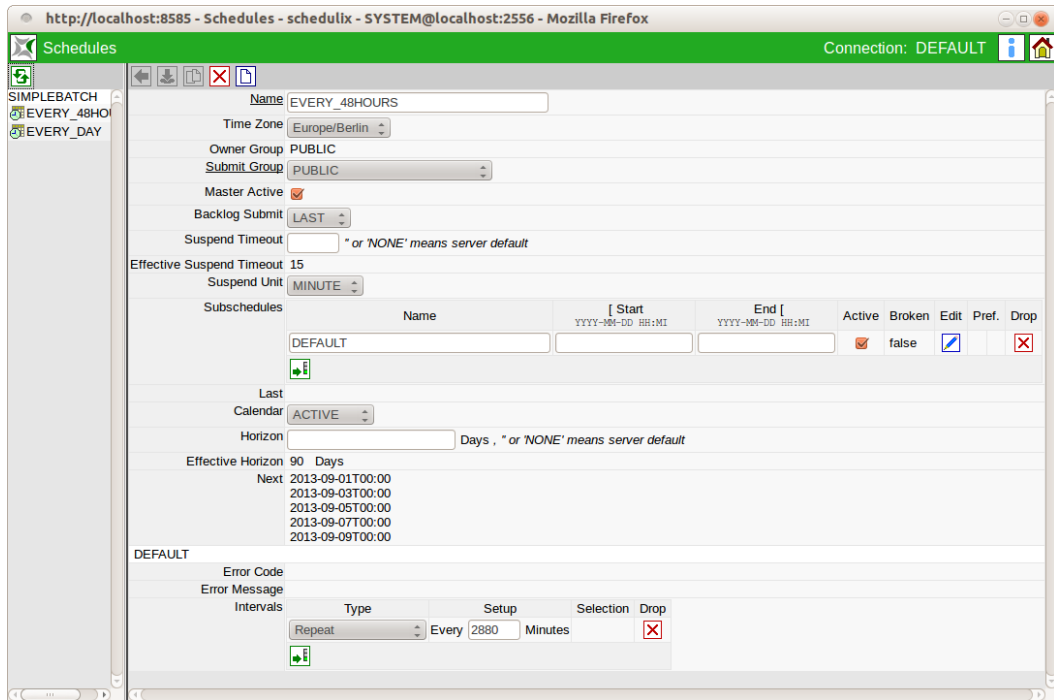 http://localhost:8585 - Schedules - schedulix - SYSTEM@localhost:2556 - Mozilla Firefox
Schedules
Connection: DEFAULT
SIMPLEBATCH
EVERY_48HO
EVERY_DAY
Name EVERY_48HOURS
Time Zone Europe/Berlin
Owner Group PUBLIC
Submit Group PUBLIC
Master Active
Backlog Submit LAST
Suspend Timeout '' or 'NONE' means server default
Effective Suspend Timeout 15
Suspend Unit MINUTE
Subschedules Name [ Start End [ Active Broken Edit Pref. Drop
YYYY-MM-DD HH:MI YYYY-MM-DD HH:MI
DEFAULT false
Last
Calendar ACTIVE
Horizon Days , '' or 'NONE' means server default
Effective Horizon 90 Days
Next 2013-09-01T00:00
2013-09-03T00:00
2013-09-05T00:00
2013-09-07T00:00
2013-09-09T00:00
DEFAULT
Error Code
Error Message
Intervals Type Setup Selection Drop
Repeat Every 2880 Minutes